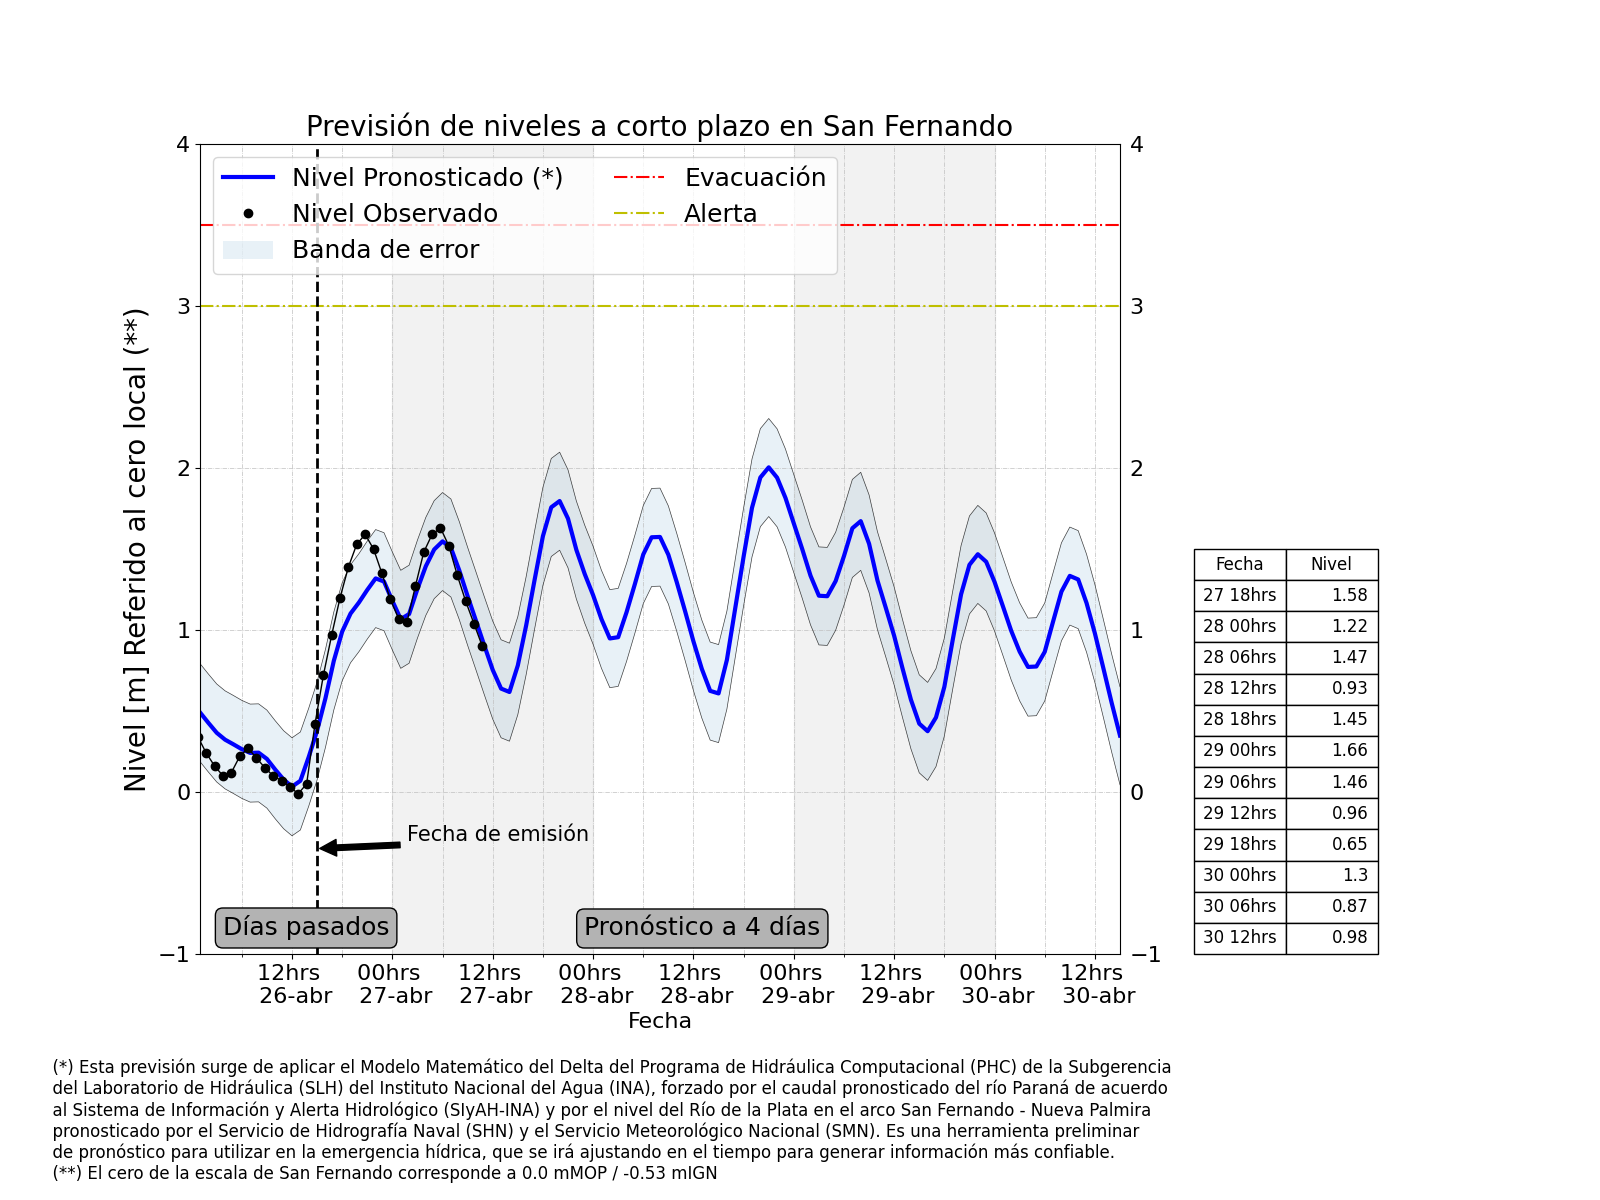 Previsión de niveles a corto plazo en San Fernando
Nivel Pronosticado (*)
Nivel Observado
Banda de error
Evacuación
Alerta
Nivel [m] Referido al cero local (**)
4
3
2
1
0
−1
4
3
2
1
0
−1
Fecha de emisión
Días pasados
Pronóstico a 4 días
12hrs 00hrs 12hrs 00hrs 12hrs 00hrs 12hrs 00hrs 12hrs
26-abr 27-abr 27-abr 28-abr 28-abr 29-abr 29-abr 30-abr 30-abr
Fecha
Fecha Nivel
27 18hrs 1.58
28 00hrs 1.22
28 06hrs 1.47
28 12hrs 0.93
28 18hrs 1.45
29 00hrs 1.66
29 06hrs 1.46
29 12hrs 0.96
29 18hrs 0.65
30 00hrs 1.3
30 06hrs 0.87
30 12hrs 0.98
(*) Esta previsión surge de aplicar el Modelo Matemático del Delta del Programa de Hidráulica Computacional (PHC) de la Subgerencia
del Laboratorio de Hidráulica (SLH) del Instituto Nacional del Agua (INA), forzado por el caudal pronosticado del río Paraná de acuerdo
al Sistema de Información y Alerta Hidrológico (SIyAH-INA) y por el nivel del Río de la Plata en el arco San Fernando - Nueva Palmira
pronosticado por el Servicio de Hidrografía Naval (SHN) y el Servicio Meteorológico Nacional (SMN). Es una herramienta preliminar
de pronóstico para utilizar en la emergencia hídrica, que se irá ajustando en el tiempo para generar información más confiable.
(**) El cero de la escala de San Fernando corresponde a 0.0 mMOP / -0.53 mIGN